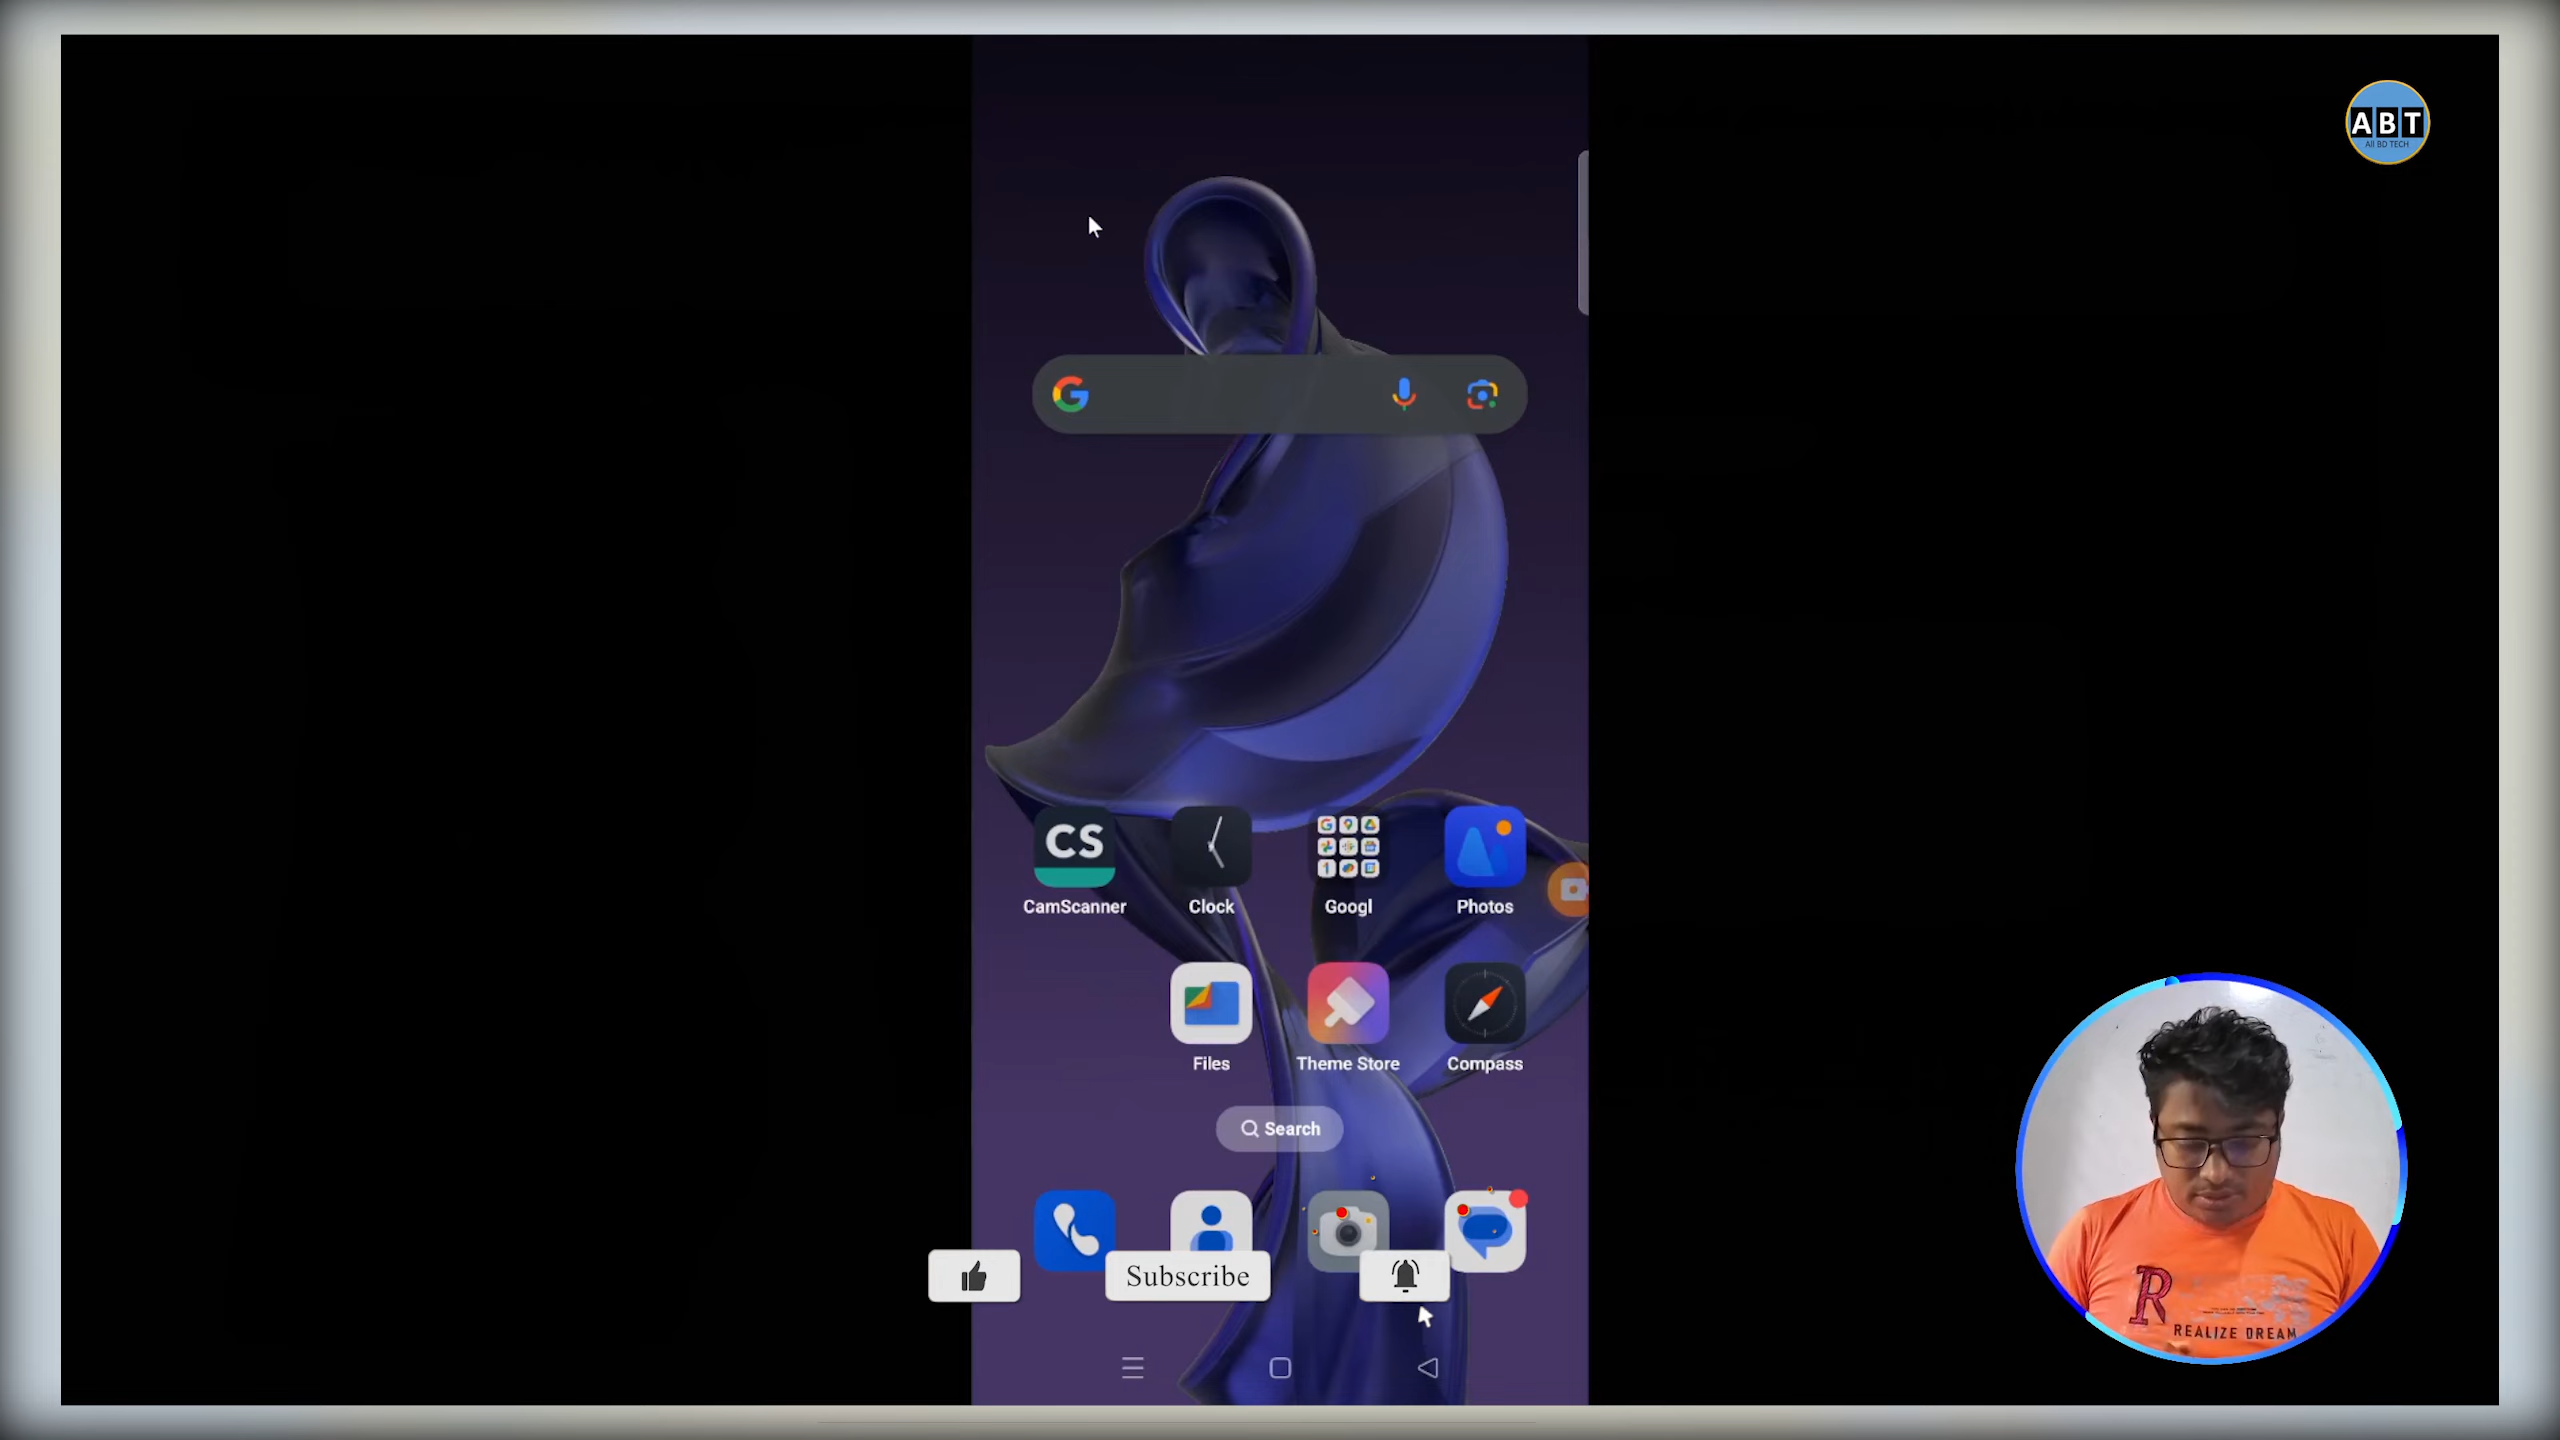 ABT
All BD TECH
CS
CamScanner
Clock
Googl
Photos
Files
Theme Store
Compass
Search
Subscribe
R
REALIZE DREAM